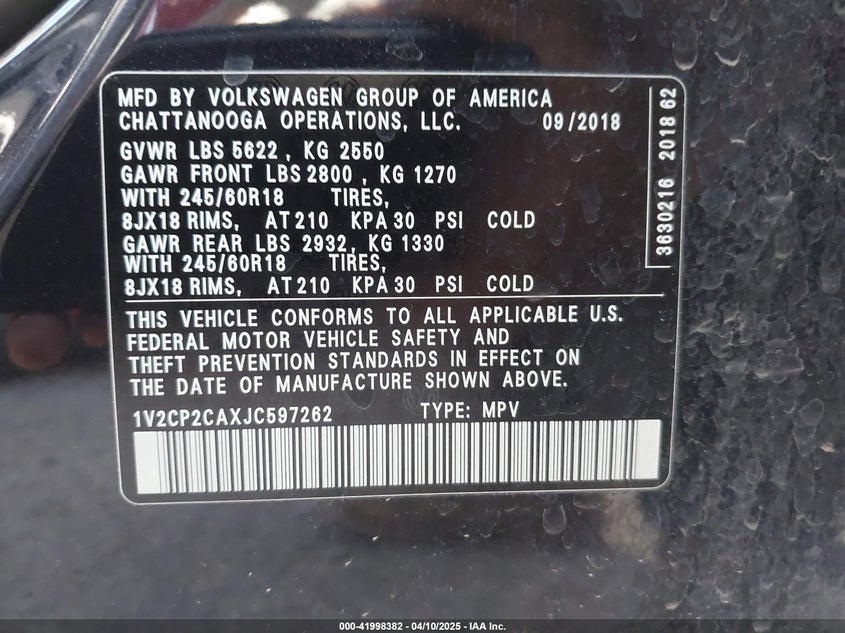 MFD BY VOLKSWAGEN GROUP OF AMERICA
CHATTANOOGA OPERATIONS, LLC. 09/2018
GVWR LBS 5622 , KG 2550
GAWR FRONT LBS 2800 , KG 1270
WITH 245/60R18 TIRES,
8JX18 RIMS, AT 210 KPA 30 PSI COLD
GAWR REAR LBS 2932, KG 1330
WITH 245/60R18 TIRES,
8JX18 RIMS, AT 210 KPA 30 PSI COLD
THIS VEHICLE CONFORMS TO ALL APPLICABLE U.S.
FEDERAL MOTOR VEHICLE SAFETY AND
THEFT PREVENTION STANDARDS IN EFFECT ON
THE DATE OF MANUFACTURE SHOWN ABOVE.
1V2CP2CAXJC597262 TYPE: MPV
3630216 2018 62
000-41998382 - 04/10/2025 - IAA Inc.